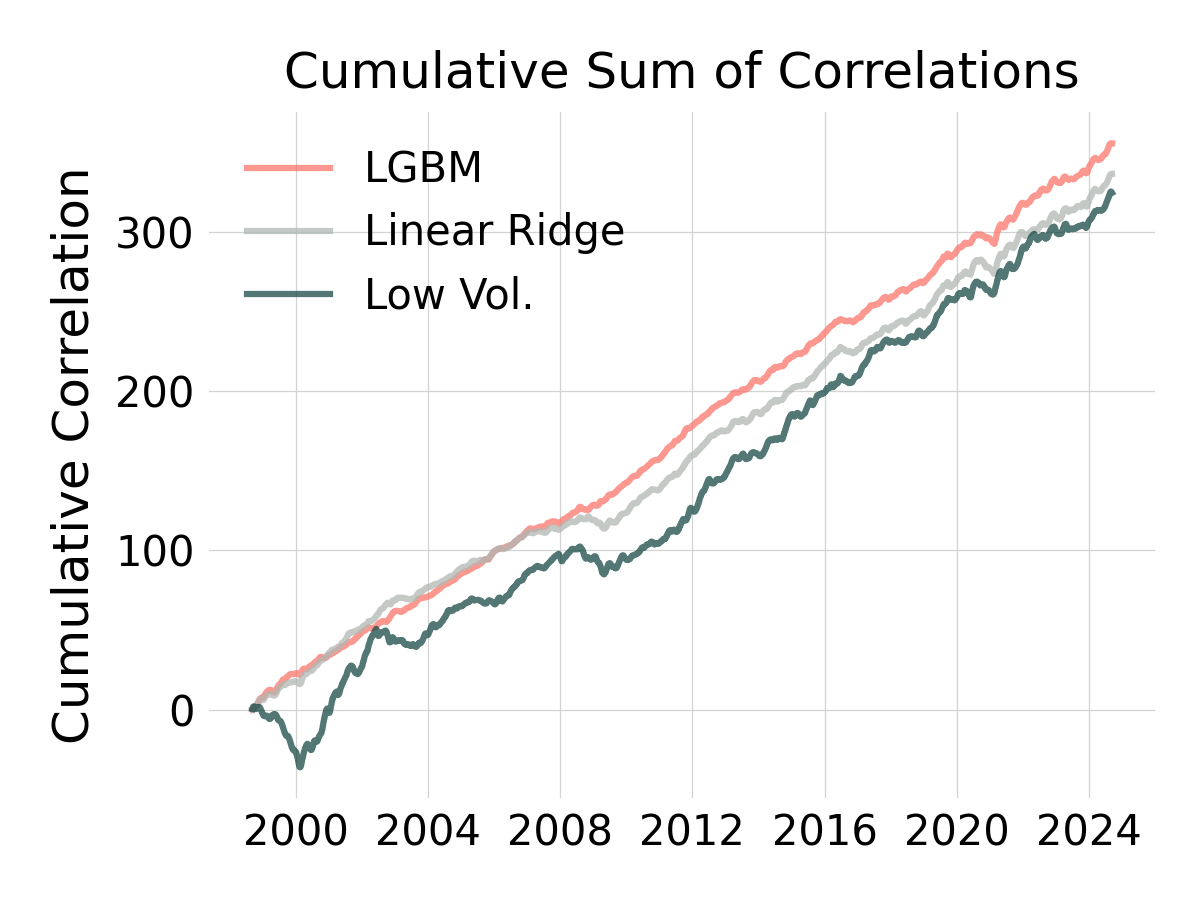 Cumulative Sum of Correlations
LGBM
Linear Ridge
Low Vol.
Cumulative Correlation
300
200
100
0
2000 2004 2008 2012 2016 2020 2024